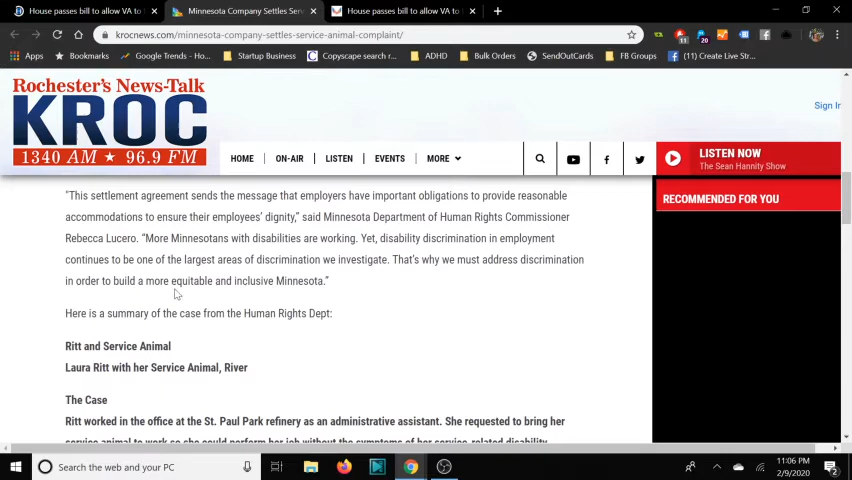 House passes bill to allow VA to
Minnesota Company Settles Serv
House passes bill to allow VA to
krocnews.com/minnesota-company-settles-service-animal-complaint/
11
20
Apps
Bookmarks
Google Trends - Ho...
Startup Business
Copyscape search r...
ADHD
Bulk Orders
SendOutCards
FB Groups
(11) Create Live Str...
Rochester's News-Talk
KROC
1340 AM ★ 96.9 FM
Sign In
HOME
ON-AIR
LISTEN
EVENTS
MORE
LISTEN NOW
The Sean Hannity Show
RECOMMENDED FOR YOU
"This settlement agreement sends the message that employers have important obligations to provide reasonable
accommodations to ensure their employees' dignity," said Minnesota Department of Human Rights Commissioner
Rebecca Lucero. "More Minnesotans with disabilities are working. Yet, disability discrimination in employment
continues to be one of the largest areas of discrimination we investigate. That's why we must address discrimination
in order to build a more equitable and inclusive Minnesota."
Here is a summary of the case from the Human Rights Dept:
Ritt and Service Animal
Laura Ritt with her Service Animal, River
The Case
Ritt worked in the office at the St. Paul Park refinery as an administrative assistant. She requested to bring her
service animal to work so she could perform her job without the symptoms of her service-related disability
Search the web and your PC
11:06 PM
2/9/2020
2